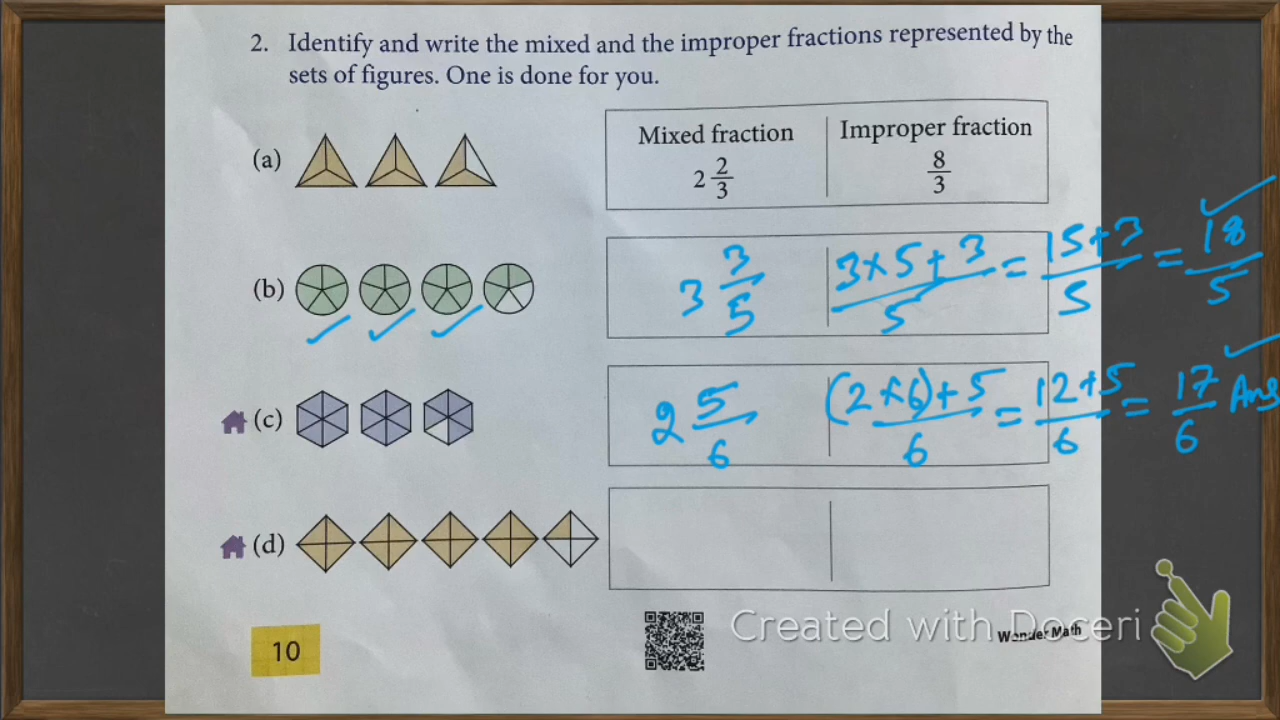 2. Identify and write the mixed and the improper fractions represented by the
sets of figures. One is done for you.
(a)
Mixed fraction
2 2/3
Improper fraction
8/3
(b)
3 3/5
3×5+3/5 = 15+3/5 = 18/5
(c)
2 5/6
(2×6)+5/6 = 12+5/6 = 17/6 Ans
(d)
10
Created with Doceri
Wonder Math